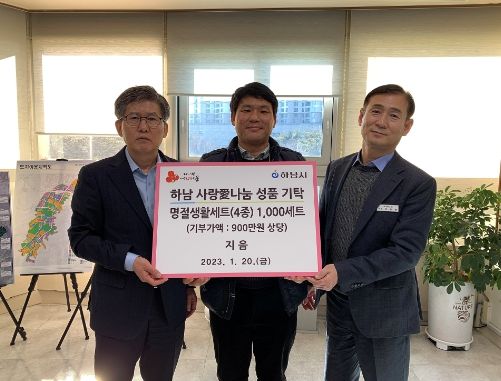 하남시
하남 사랑愛나눔 성품 기탁
명절생활세트(4종) 1,000세트
(기부가액 : 900만원 상당)
지음
2023. 1. 20.(금)
NATURE